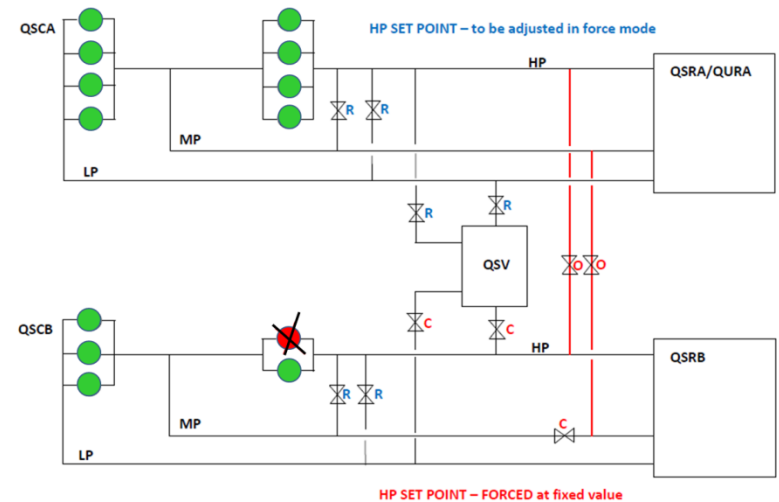 QSCA
HP SET POINT – to be adjusted in force mode
HP
QSRA/QURA
R
R
MP
LP
R
R
QSV
O
O
QSCB
C
C
HP
QSRB
R
R
MP
C
LP
HP SET POINT – FORCED at fixed value